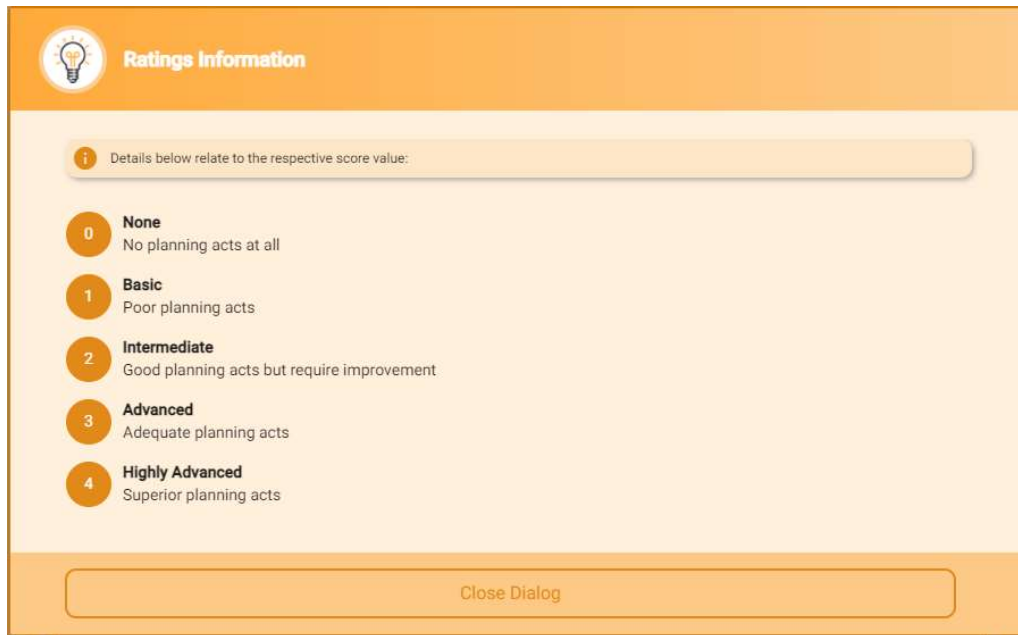 Ratings Information
Details below relate to the respective score value:
0
None
No planning acts at all
1
Basic
Poor planning acts
2
Intermediate
Good planning acts but require improvement
3
Advanced
Adequate planning acts
4
Highly Advanced
Superior planning acts
Close Dialog